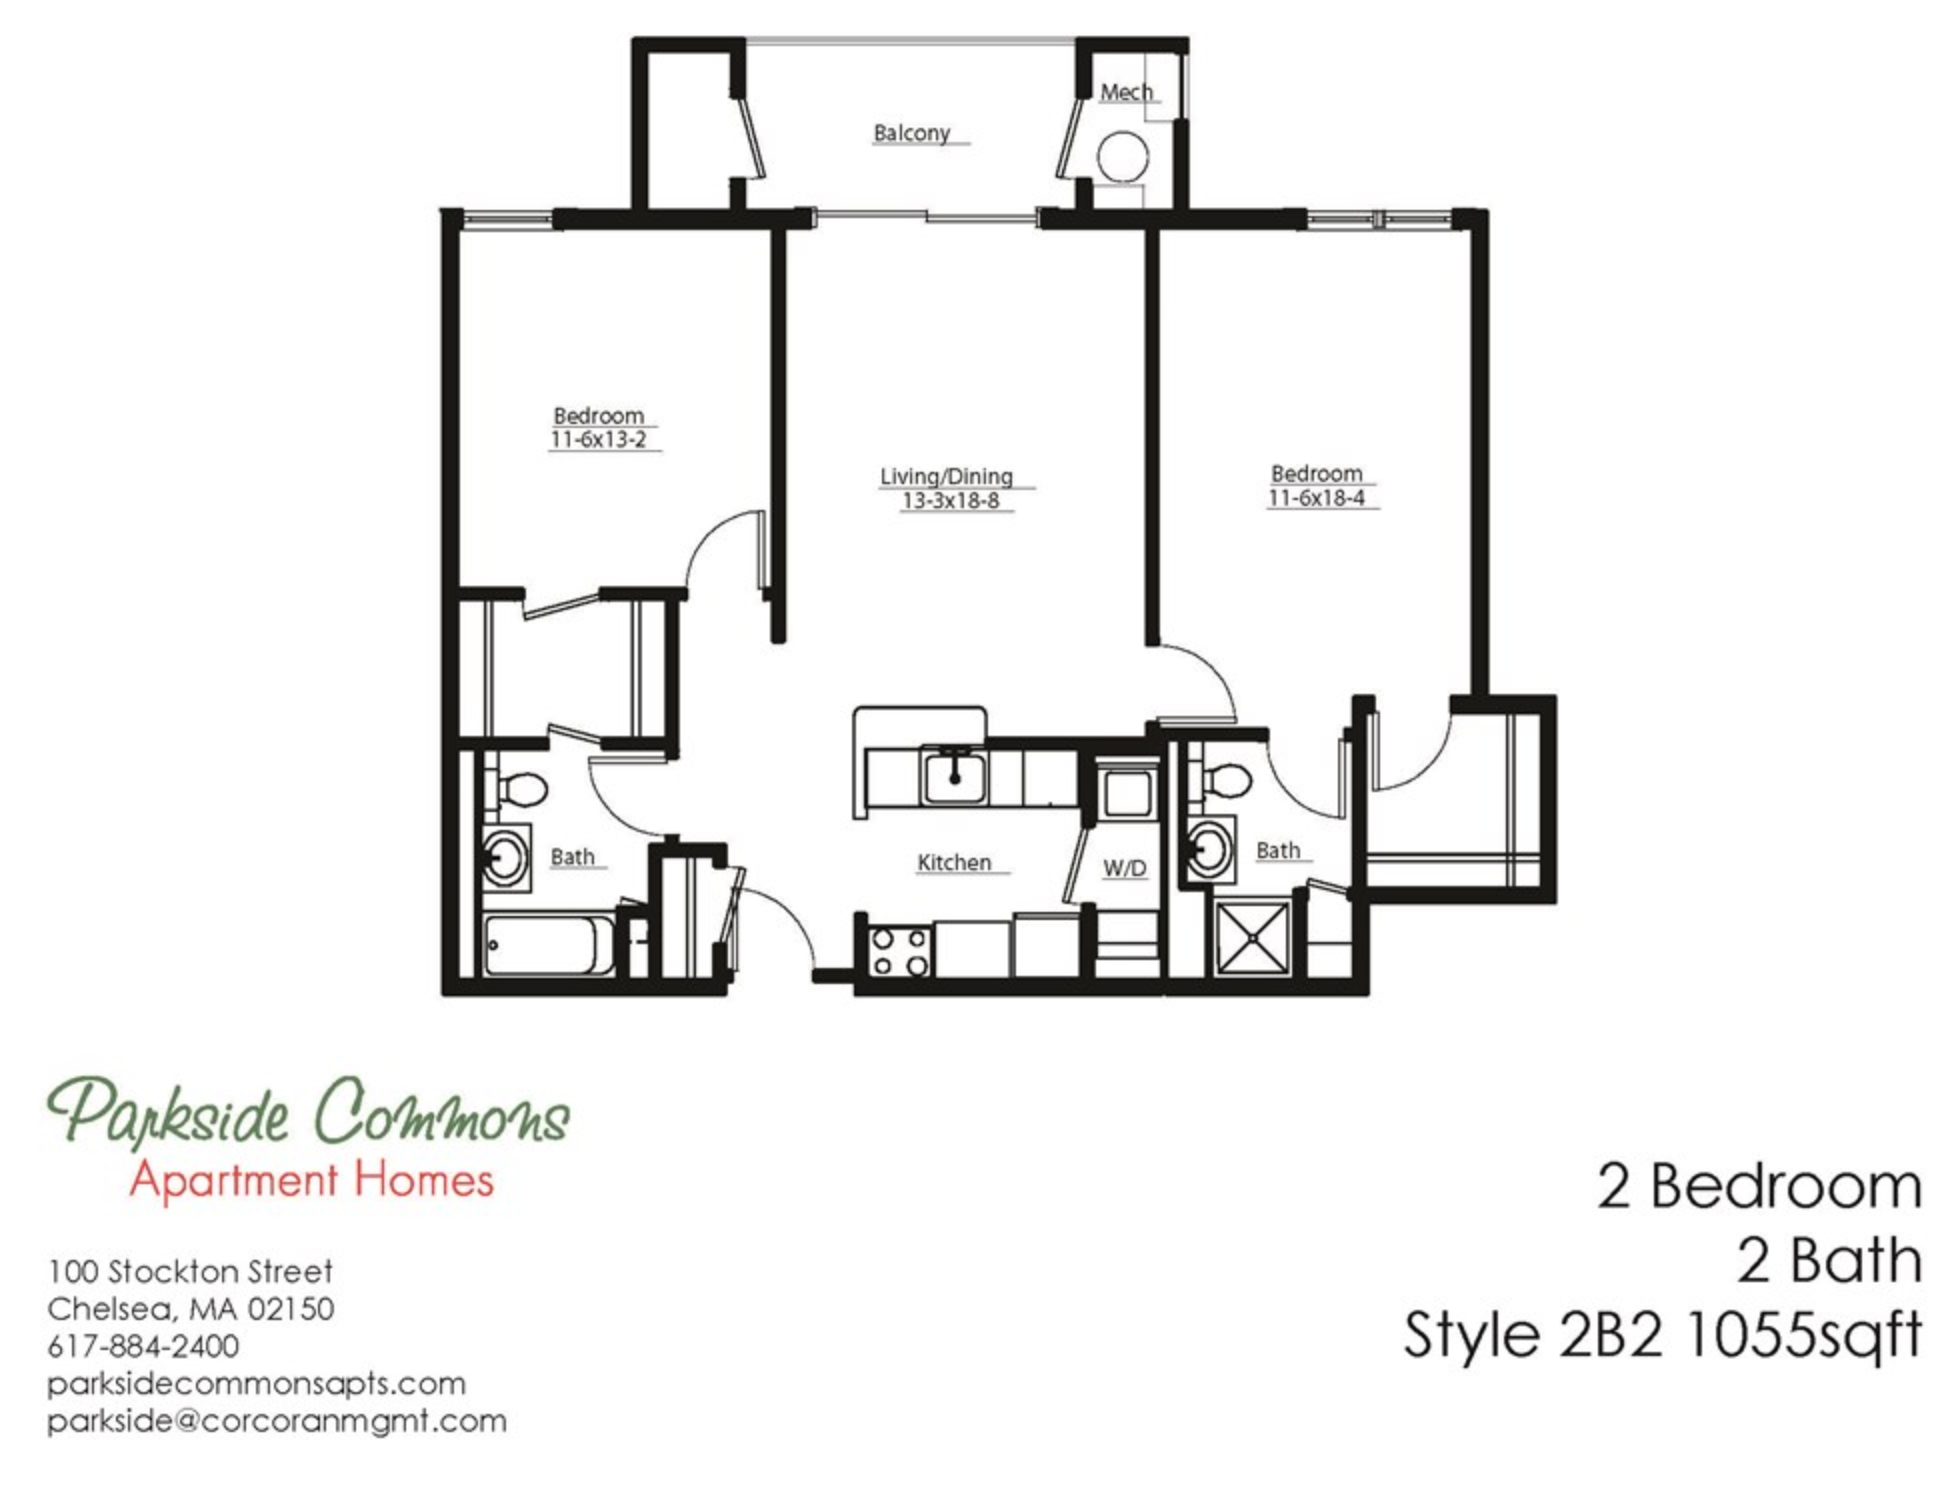 Mech
Balcony
Bedroom
11-6x13-2
Living/Dining
13-3x18-8
Bedroom
11-6x18-4
Bath
Kitchen
W/D
Bath
Parkside Commons
Apartment Homes
100 Stockton Street
Chelsea, MA 02150
617-884-2400
parksidecommonsapts.com
parkside@corcoranmgmt.com
2 Bedroom
2 Bath
Style 2B2 1055sqft